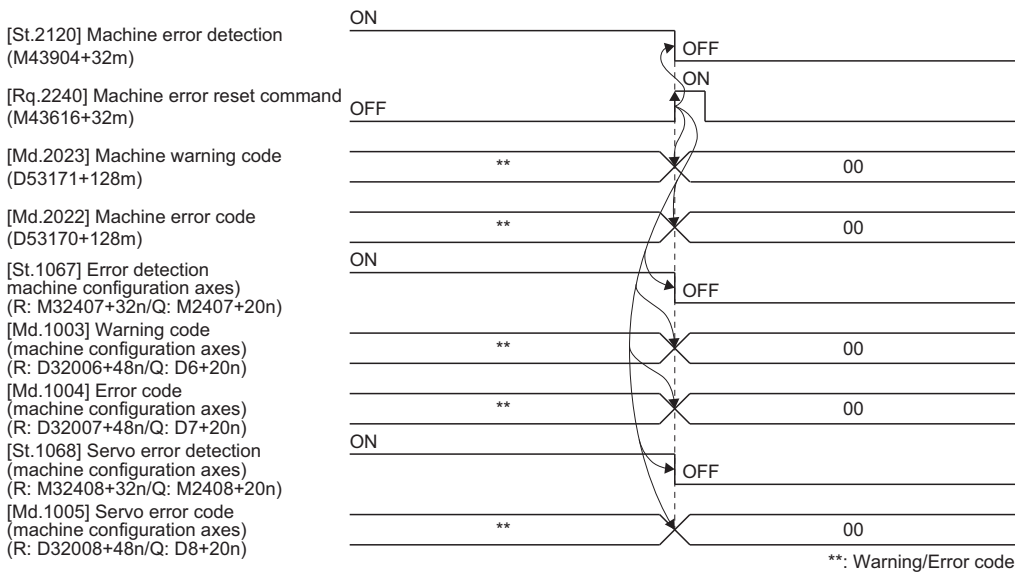 ON
[St.2120] Machine error detection
(M43904+32m)
OFF
ON
[Rq.2240] Machine error reset command
(M43616+32m)
OFF
[Md.2023] Machine warning code
(D53171+128m)
**
00
[Md.2022] Machine error code
(D53170+128m)
**
00
ON
[St.1067] Error detection
machine configuration axes)
(R: M32407+32n/Q: M2407+20n)
OFF
[Md.1003] Warning code
(machine configuration axes)
(R: D32006+48n/Q: D6+20n)
**
00
[Md.1004] Error code
(machine configuration axes)
(R: D32007+48n/Q: D7+20n)
**
00
ON
[St.1068] Servo error detection
(machine configuration axes)
(R: M32408+32n/Q: M2408+20n)
OFF
[Md.1005] Servo error code
(machine configuration axes)
(R: D32008+48n/Q: D8+20n)
**
00
**: Warning/Error code